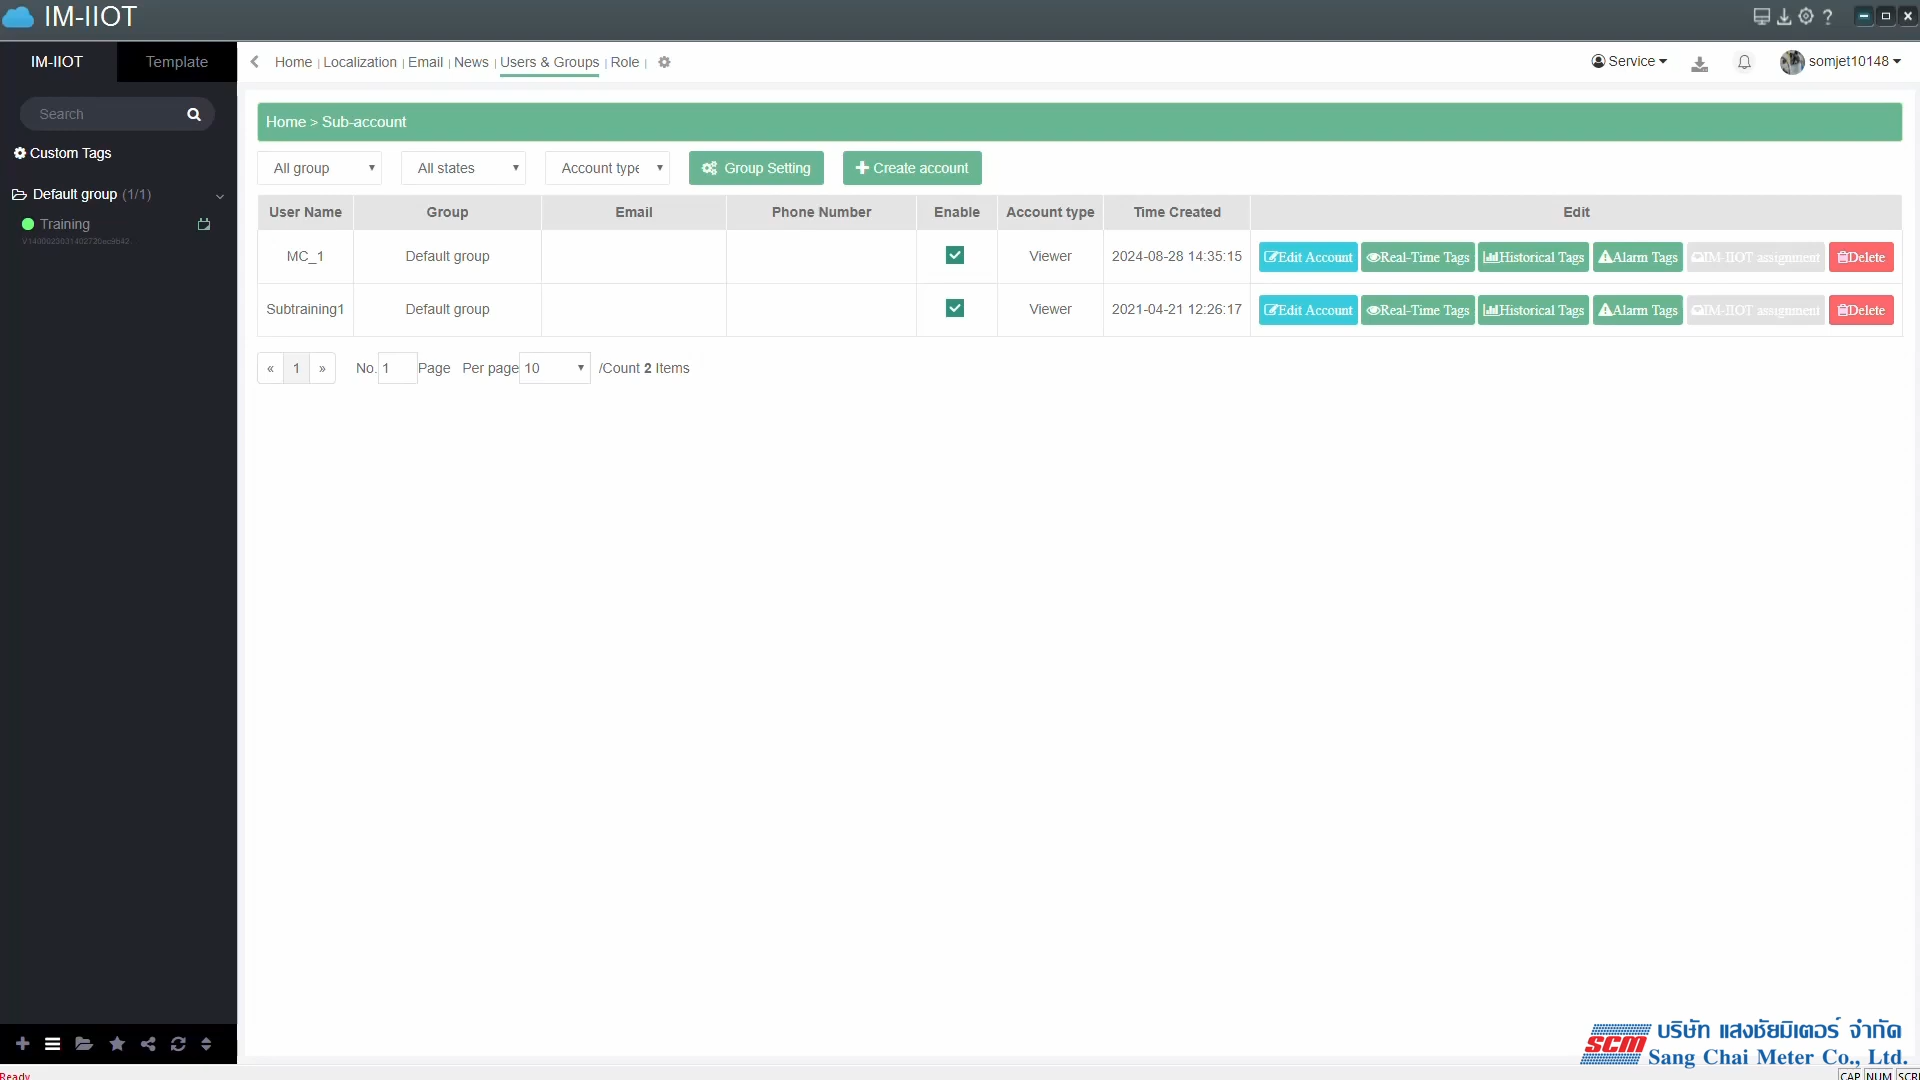 IM-IIOT
IM-IIOT
Template
Home | Localization | Email | News | Users & Groups | Role |
Service
somjet10148
Search
Custom Tags
Default group (1/1)
Training
Home > Sub-account
All group
All states
Account type
Group Setting
Create account
User Name Group Email Phone Number Enable Account type Time Created Edit
MC_1 Default group Viewer 2024-08-28 14:35:15 Edit Account Real-Time Tags Historical Tags Alarm Tags IM-IIOT assignment Delete
Subtraining1 Default group Viewer 2021-04-21 12:26:17 Edit Account Real-Time Tags Historical Tags Alarm Tags IM-IIOT assignment Delete
« 1 » No. 1 Page Per page 10 /Count 2 Items
บริษัท แสงชัยมิเตอร์ จำกัด
SCM
Sang Chai Meter Co., Ltd.
Ready
CAP NUM SCRL